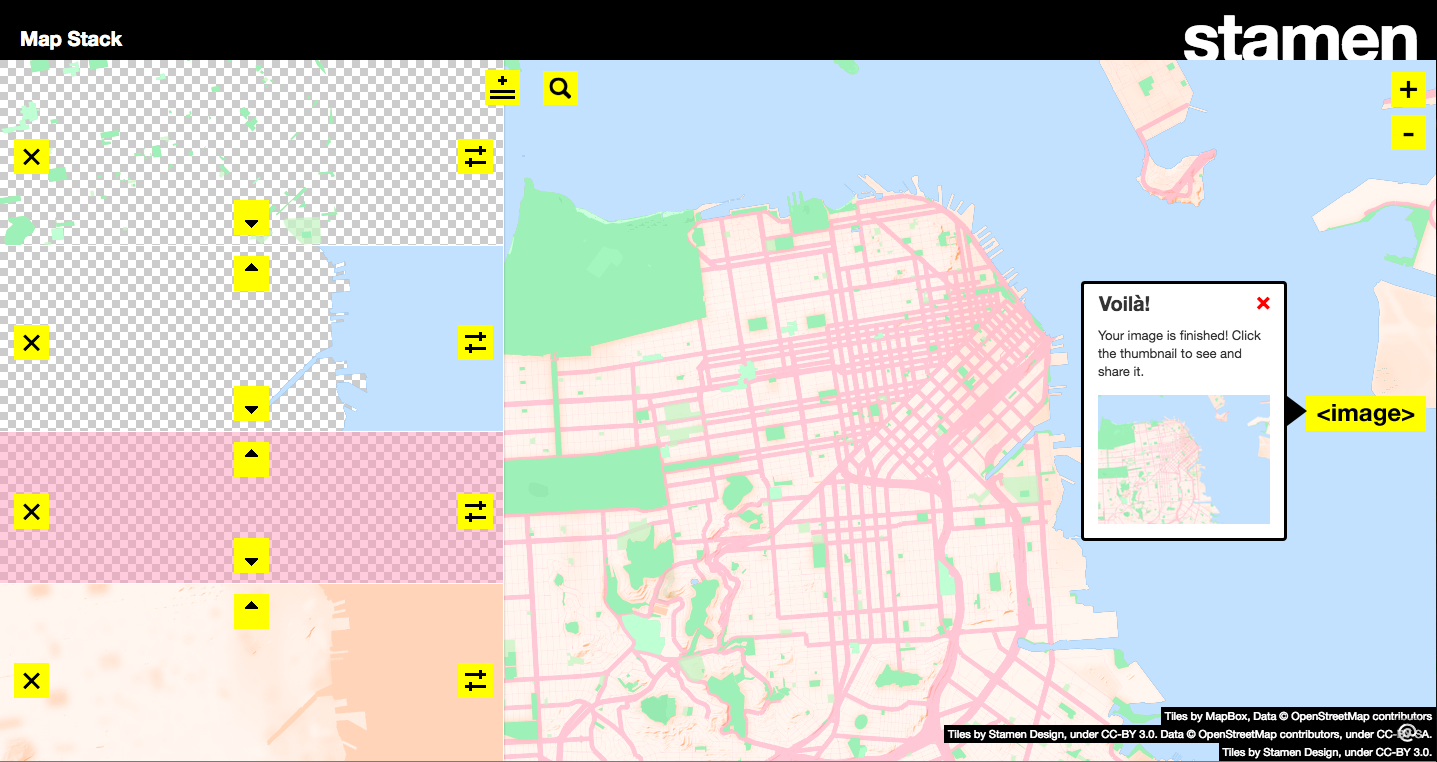 Map Stack
stamen
+
-
Voilà!
Your image is finished! Click
the thumbnail to see and
share it.
<image>
Tiles by MapBox, Data © OpenStreetMap contributors
Tiles by Stamen Design, under CC-BY 3.0. Data © OpenStreetMap contributors, under CC-BY-SA.
Tiles by Stamen Design, under CC-BY 3.0.